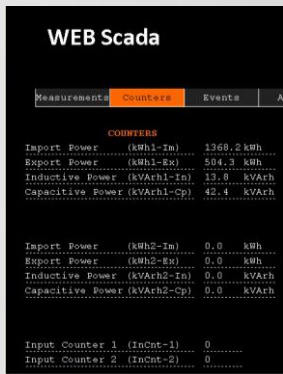 WEB Scada
Measurements Counters Events A
COUNTERS
Import Power (kWh1-Im) 1368.2 kWh
Export Power (kWh1-Ex) 504.3 kWh
Inductive Power (kVArh1-In) 13.8 kVArh
Capacitive Power (kVArh1-Cp) 42.4 kVArh
Import Power (kWh2-Im) 0.0 kWh
Export Power (kWh2-Ex) 0.0 kWh
Inductive Power (kVArh2-In) 0.0 kVArh
Capacitive Power (kVArh2-Cp) 0.0 kVArh
Input Counter 1 (InCnt-1) 0
Input Counter 2 (InCnt-2) 0